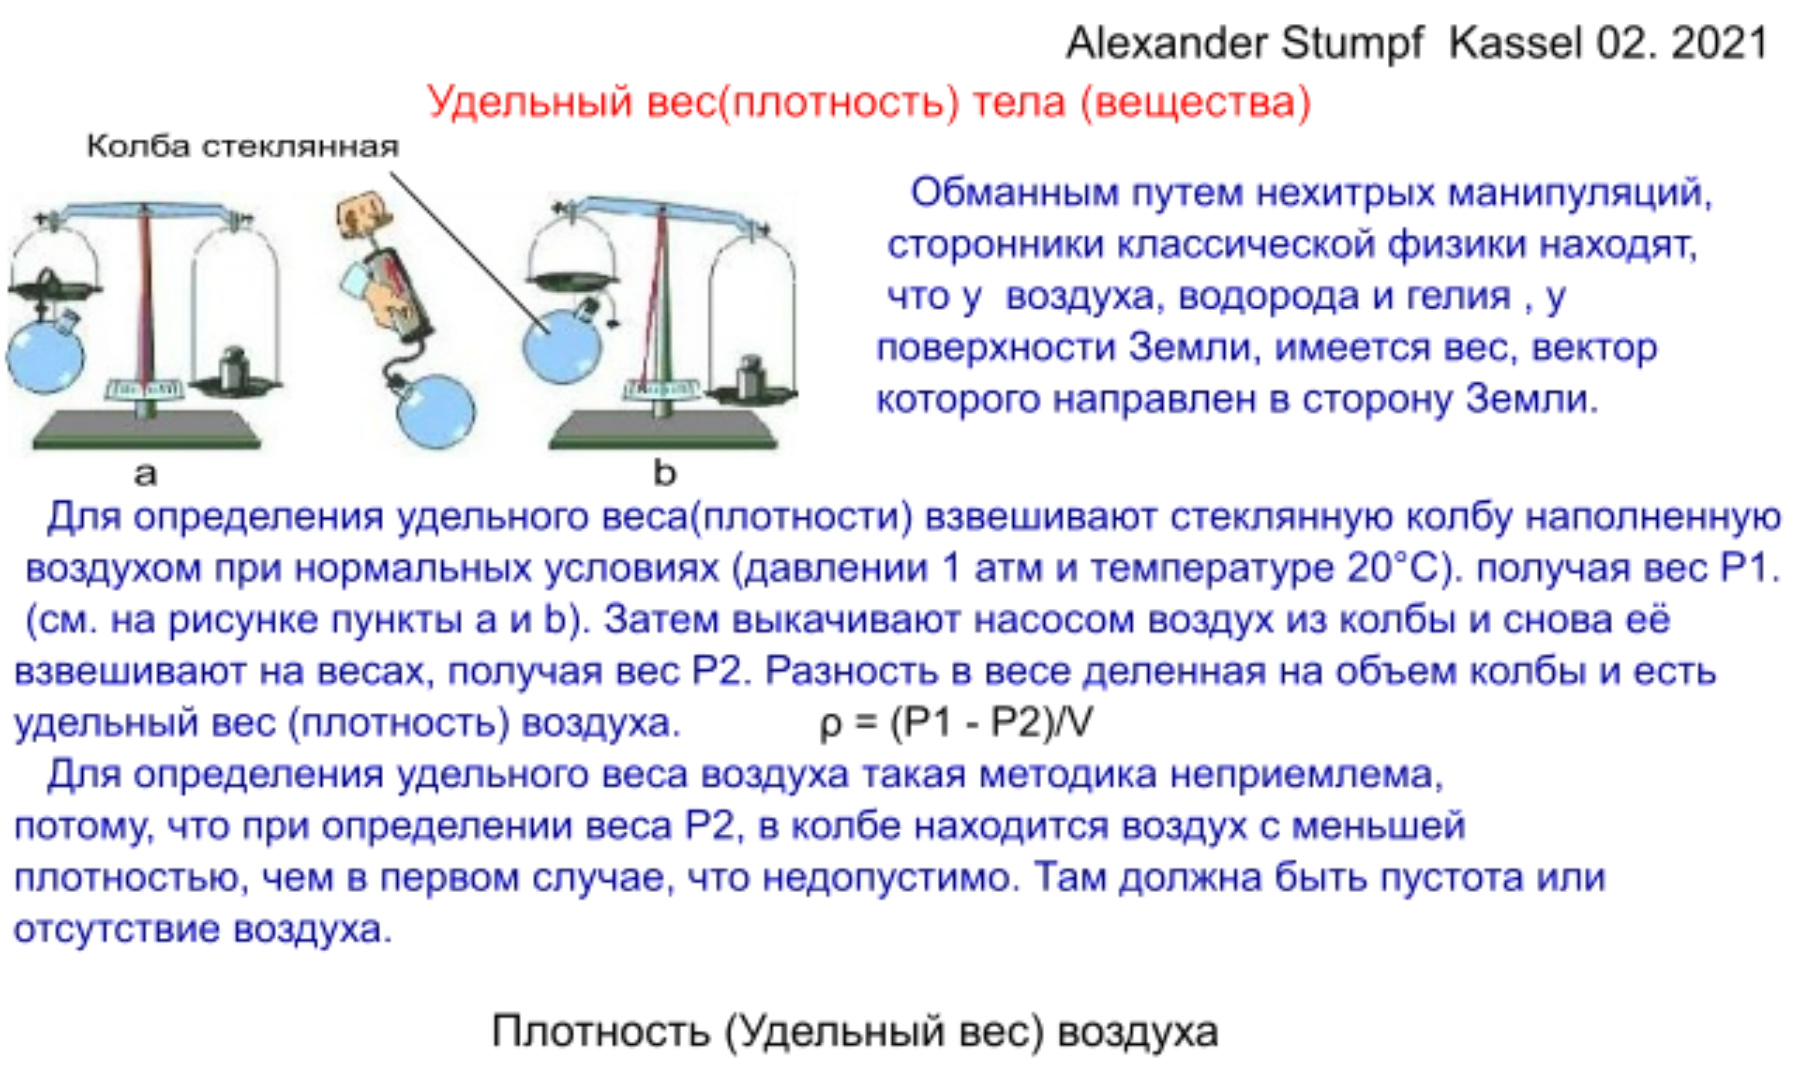 Alexander Stumpf Kassel 02. 2021
Удельный вес(плотность) тела (вещества)
Колба стеклянная
Обманным путем нехитрых манипуляций,
сторонники классической физики находят,
что у воздуха, водорода и гелия , у
поверхности Земли, имеется вес, вектор
которого направлен в сторону Земли.
a
b
Для определения удельного веса(плотности) взвешивают стеклянную колбу наполненную
воздухом при нормальных условиях (давлении 1 атм и температуре 20°C). получая вес P1.
(см. на рисунке пункты a и b). Затем выкачивают насосом воздух из колбы и снова её
взвешивают на весах, получая вес P2. Разность в весе деленная на объем колбы и есть
удельный вес (плотность) воздуха. ρ = (P1 - P2)/V
Для определения удельного веса воздуха такая методика неприемлема,
потому, что при определении веса P2, в колбе находится воздух с меньшей
плотностью, чем в первом случае, что недопустимо. Там должна быть пустота или
отсутствие воздуха.
Плотность (Удельный вес) воздуха